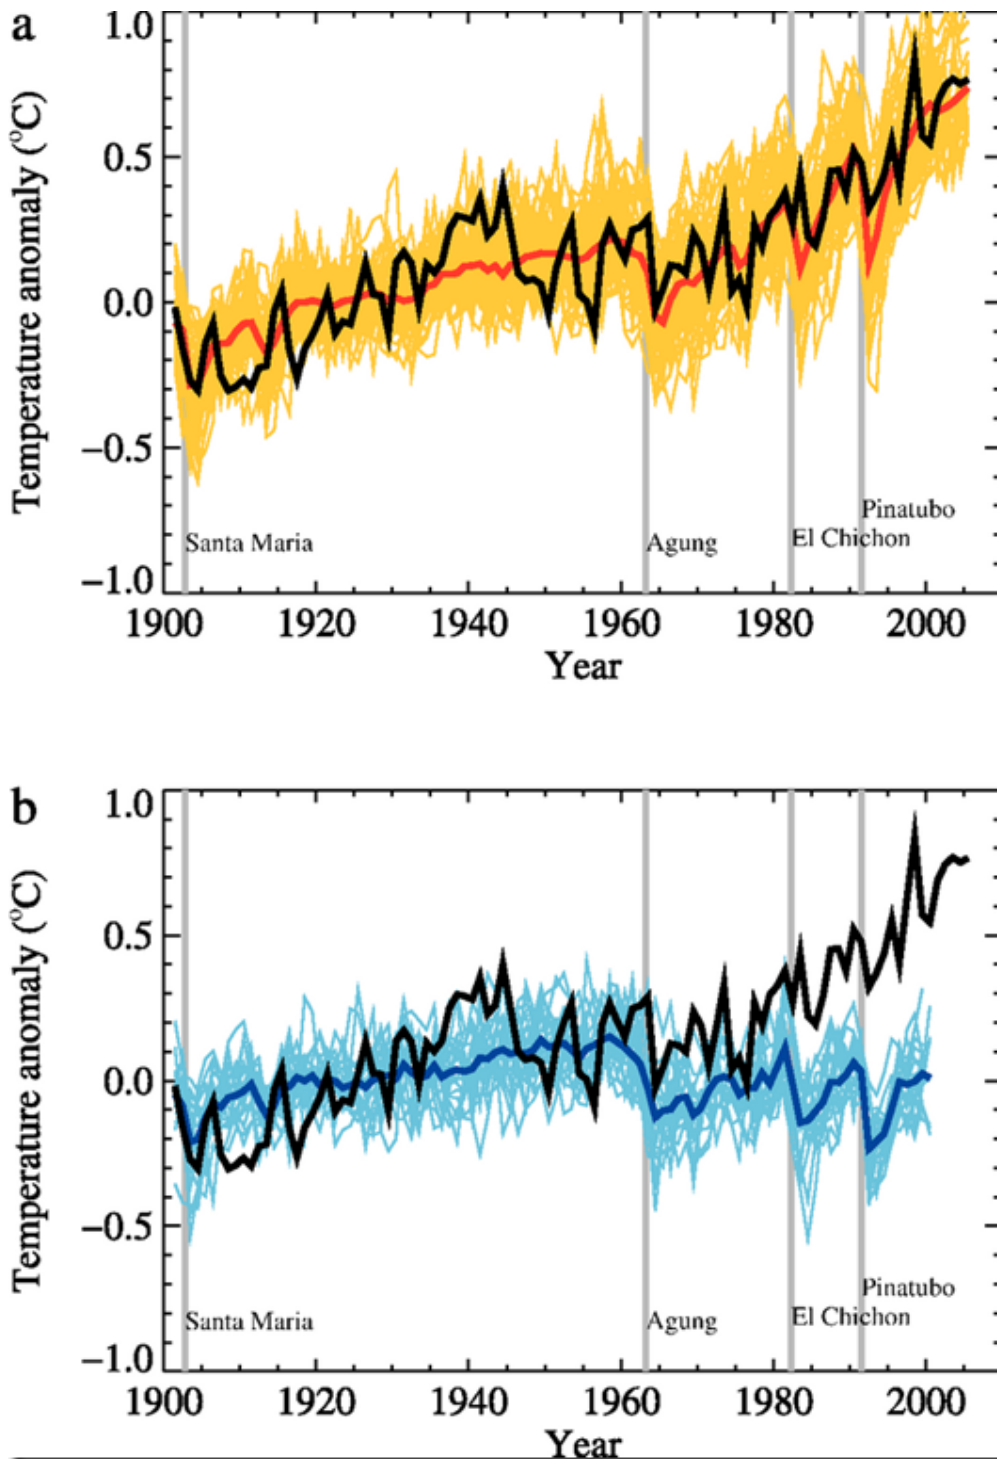 a
1.0
0.5
0.0
−0.5
−1.0
Temperature anomaly (°C)
Santa Maria
Agung
El Chichon
Pinatubo
1900 1920 1940 1960 1980 2000
Year
b
1.0
0.5
0.0
−0.5
−1.0
Temperature anomaly (°C)
Santa Maria
Agung
El Chichon
Pinatubo
1900 1920 1940 1960 1980 2000
Year